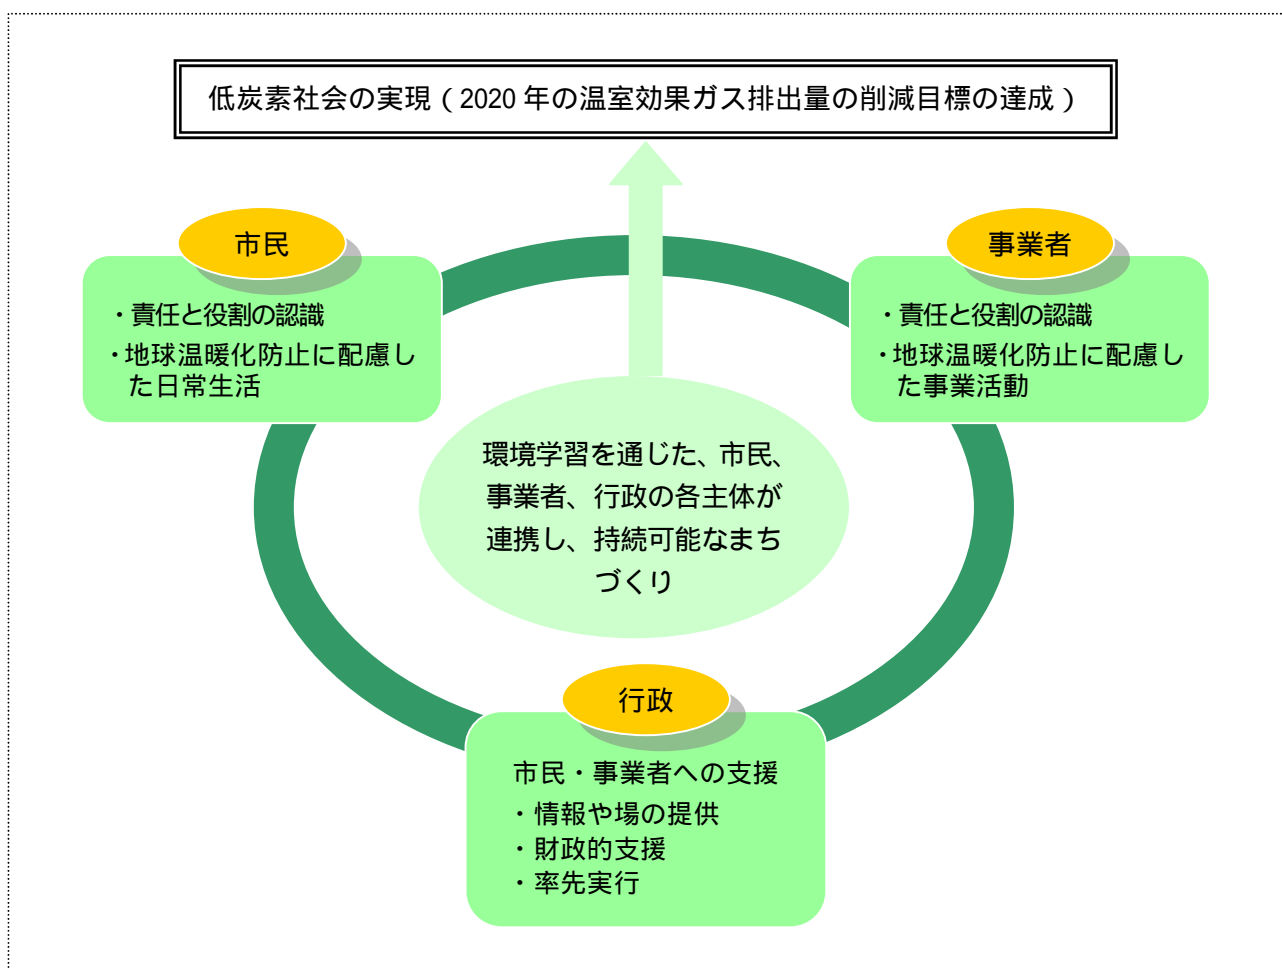 低炭素社会の実現(2020 年の温室効果ガス排出量の削減目標の達成)
市民
・責任と役割の認識
・地球温暖化防止に配慮し
た日常生活
事業者
・責任と役割の認識
・地球温暖化防止に配慮し
た事業活動
環境学習を通じた、市民、
事業者、行政の各主体が
連携し、持続可能なまち
づくり
行政
市民・事業者への支援
・情報や場の提供
・財政的支援
・率先実行